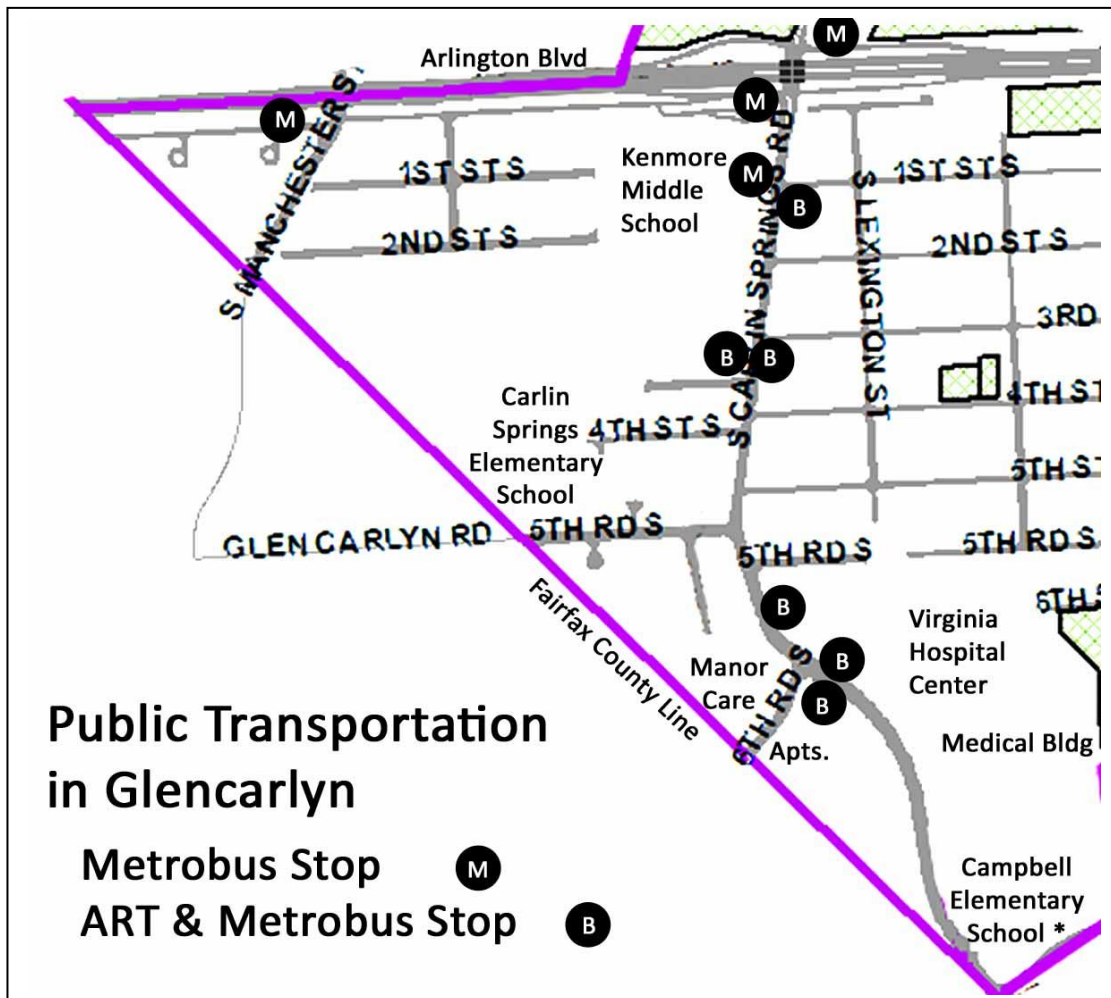 Arlington Blvd
M
M
M
M
B
S MANCHESTER ST
1ST ST S
2ND ST S
Kenmore
Middle
School
S CARLIN SPRINGS RD
S LEXINGTON ST
1ST ST S
2ND ST S
3RD
B
B
4TH ST
5TH ST
Carlin
Springs
Elementary
School
4TH ST S
GLEN CARLYN RD
5TH RD S
5TH RD S
5TH RD S
6TH S
Fairfax County Line
B
B
B
Manor
Care
6TH RD S
Apts.
Virginia
Hospital
Center
Medical Bldg
Campbell
Elementary
School *
Public Transportation
in Glencarlyn
Metrobus Stop M
ART & Metrobus Stop B